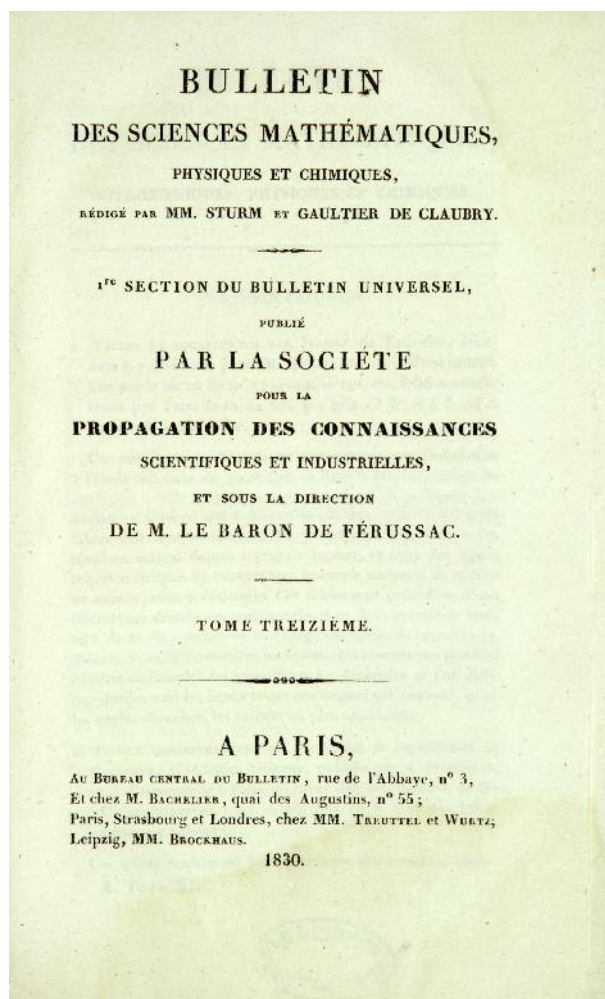 BULLETIN
DES SCIENCES MATHÉMATIQUES,
PHYSIQUES ET CHIMIQUES,
RÉDIGÉ PAR MM. STURM ET GAULTIER DE CLAUBRY.
1re SECTION DU BULLETIN UNIVERSEL,
PUBLIÉ
PAR LA SOCIÉTÉ
POUR LA
PROPAGATION DES CONNAISSANCES
SCIENTIFIQUES ET INDUSTRIELLES,
ET SOUS LA DIRECTION
DE M. LE BARON DE FÉRUSSAC.
TOME TREIZIÈME.
A PARIS,
AU BUREAU CENTRAL DU BULLETIN, rue de l'Abbaye, n° 3,
Et chez M. BACHELIER, quai des Augustins, n° 55;
Paris, Strasbourg et Londres, chez MM. TREUTTEL et WURTZ;
Leipzig, MM. BROCKHAUS.
1830.